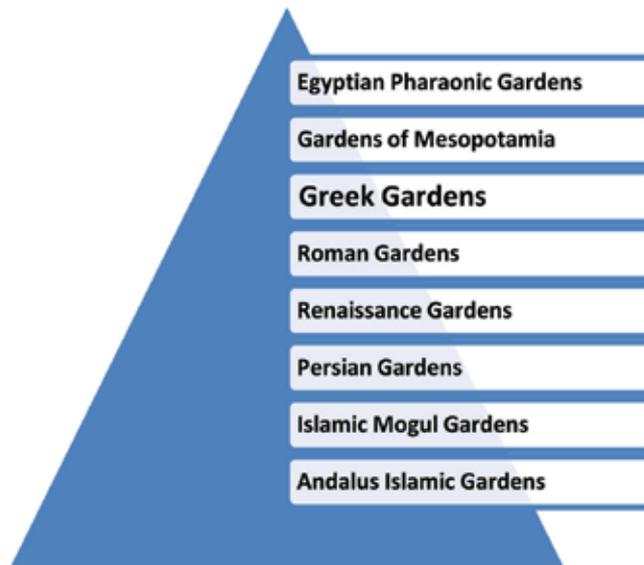 Egyptian Pharaonic Gardens
Gardens of Mesopotamia
Greek Gardens
Roman Gardens
Renaissance Gardens
Persian Gardens
Islamic Mogul Gardens
Andalus Islamic Gardens